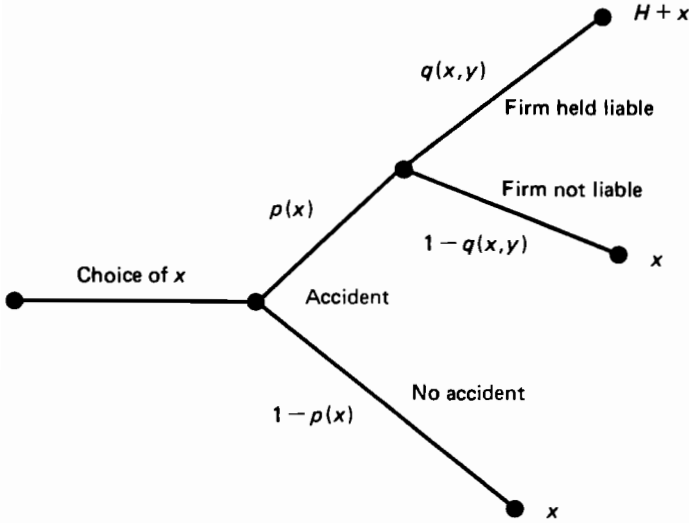 H + x
q(x,y)
Firm held liable
Firm not liable
p(x)
1 − q(x,y)
x
Choice of x
Accident
No accident
1 − p(x)
x